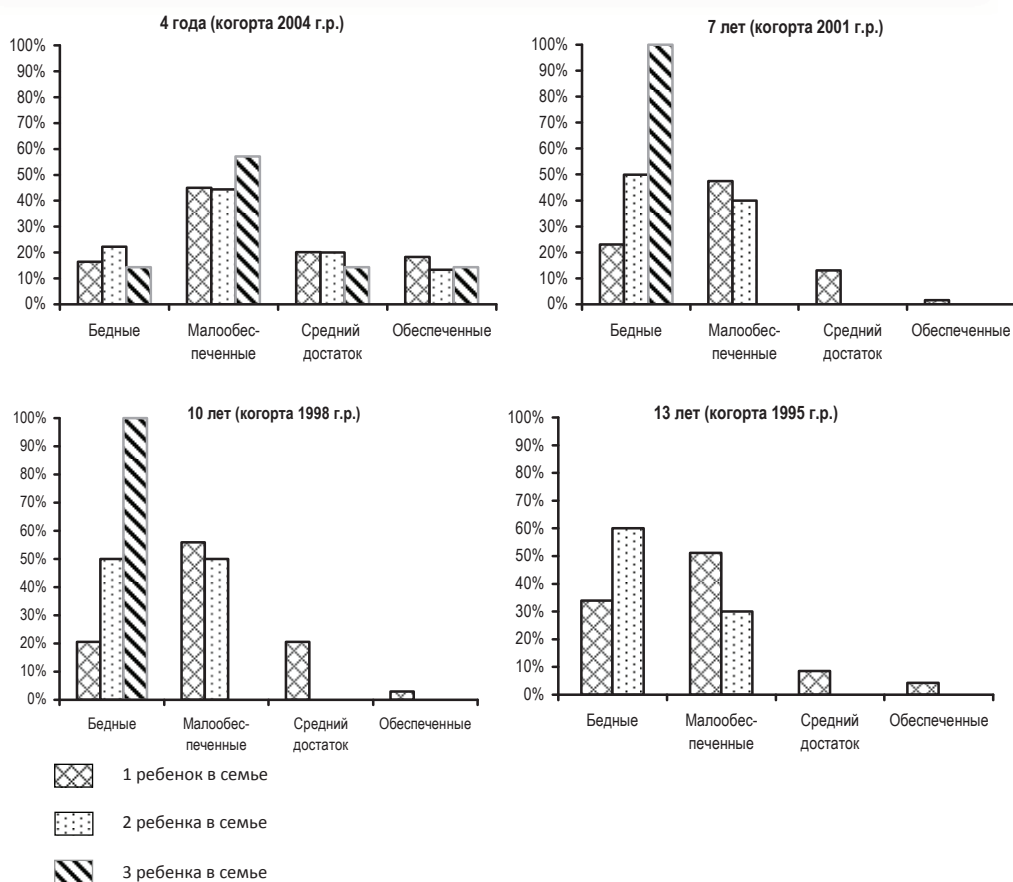 4 года (когорта 2004 г.р.)
100%
90%
80%
70%
60%
50%
40%
30%
20%
10%
0%
Бедные
Малообес-
печенные
Средний
достаток
Обеспеченные
7 лет (когорта 2001 г.р.)
100%
90%
80%
70%
60%
50%
40%
30%
20%
10%
0%
Бедные
Малообес-
печенные
Средний
достаток
Обеспеченные
10 лет (когорта 1998 г.р.)
100%
90%
80%
70%
60%
50%
40%
30%
20%
10%
0%
Бедные
Малообес-
печенные
Средний
достаток
Обеспеченные
13 лет (когорта 1995 г.р.)
100%
90%
80%
70%
60%
50%
40%
30%
20%
10%
0%
Бедные
Малообес-
печенные
Средний
достаток
Обеспеченные
1 ребенок в семье
2 ребенка в семье
3 ребенка в семье